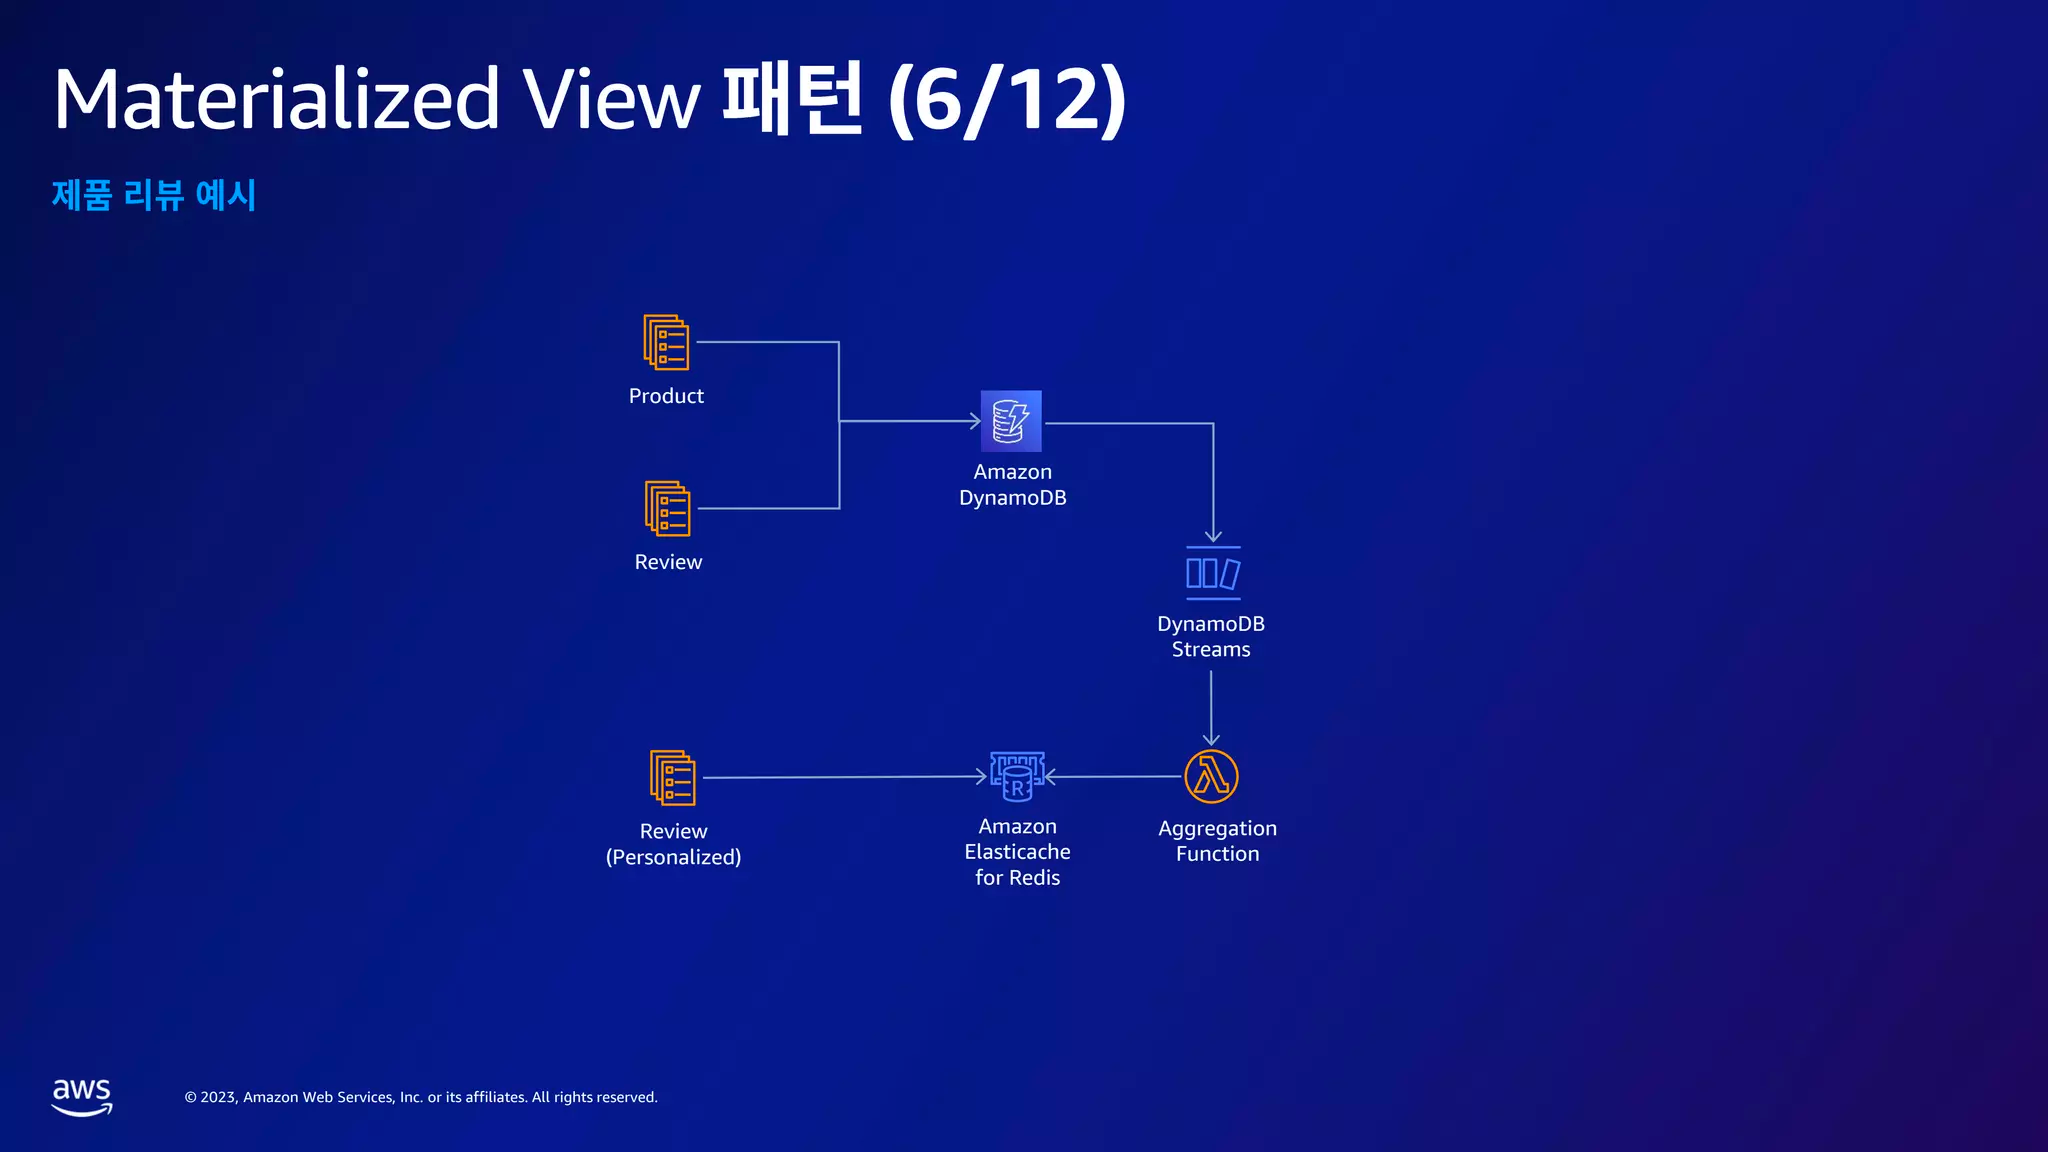 Materialized View 패턴 (6/12)
제품 리뷰 예시
Product
Review
Amazon
DynamoDB
DynamoDB
Streams
Review
(Personalized)
R
Amazon
Elasticache
for Redis
Aggregation
Function
aws
© 2023, Amazon Web Services, Inc. or its affiliates. All rights reserved.